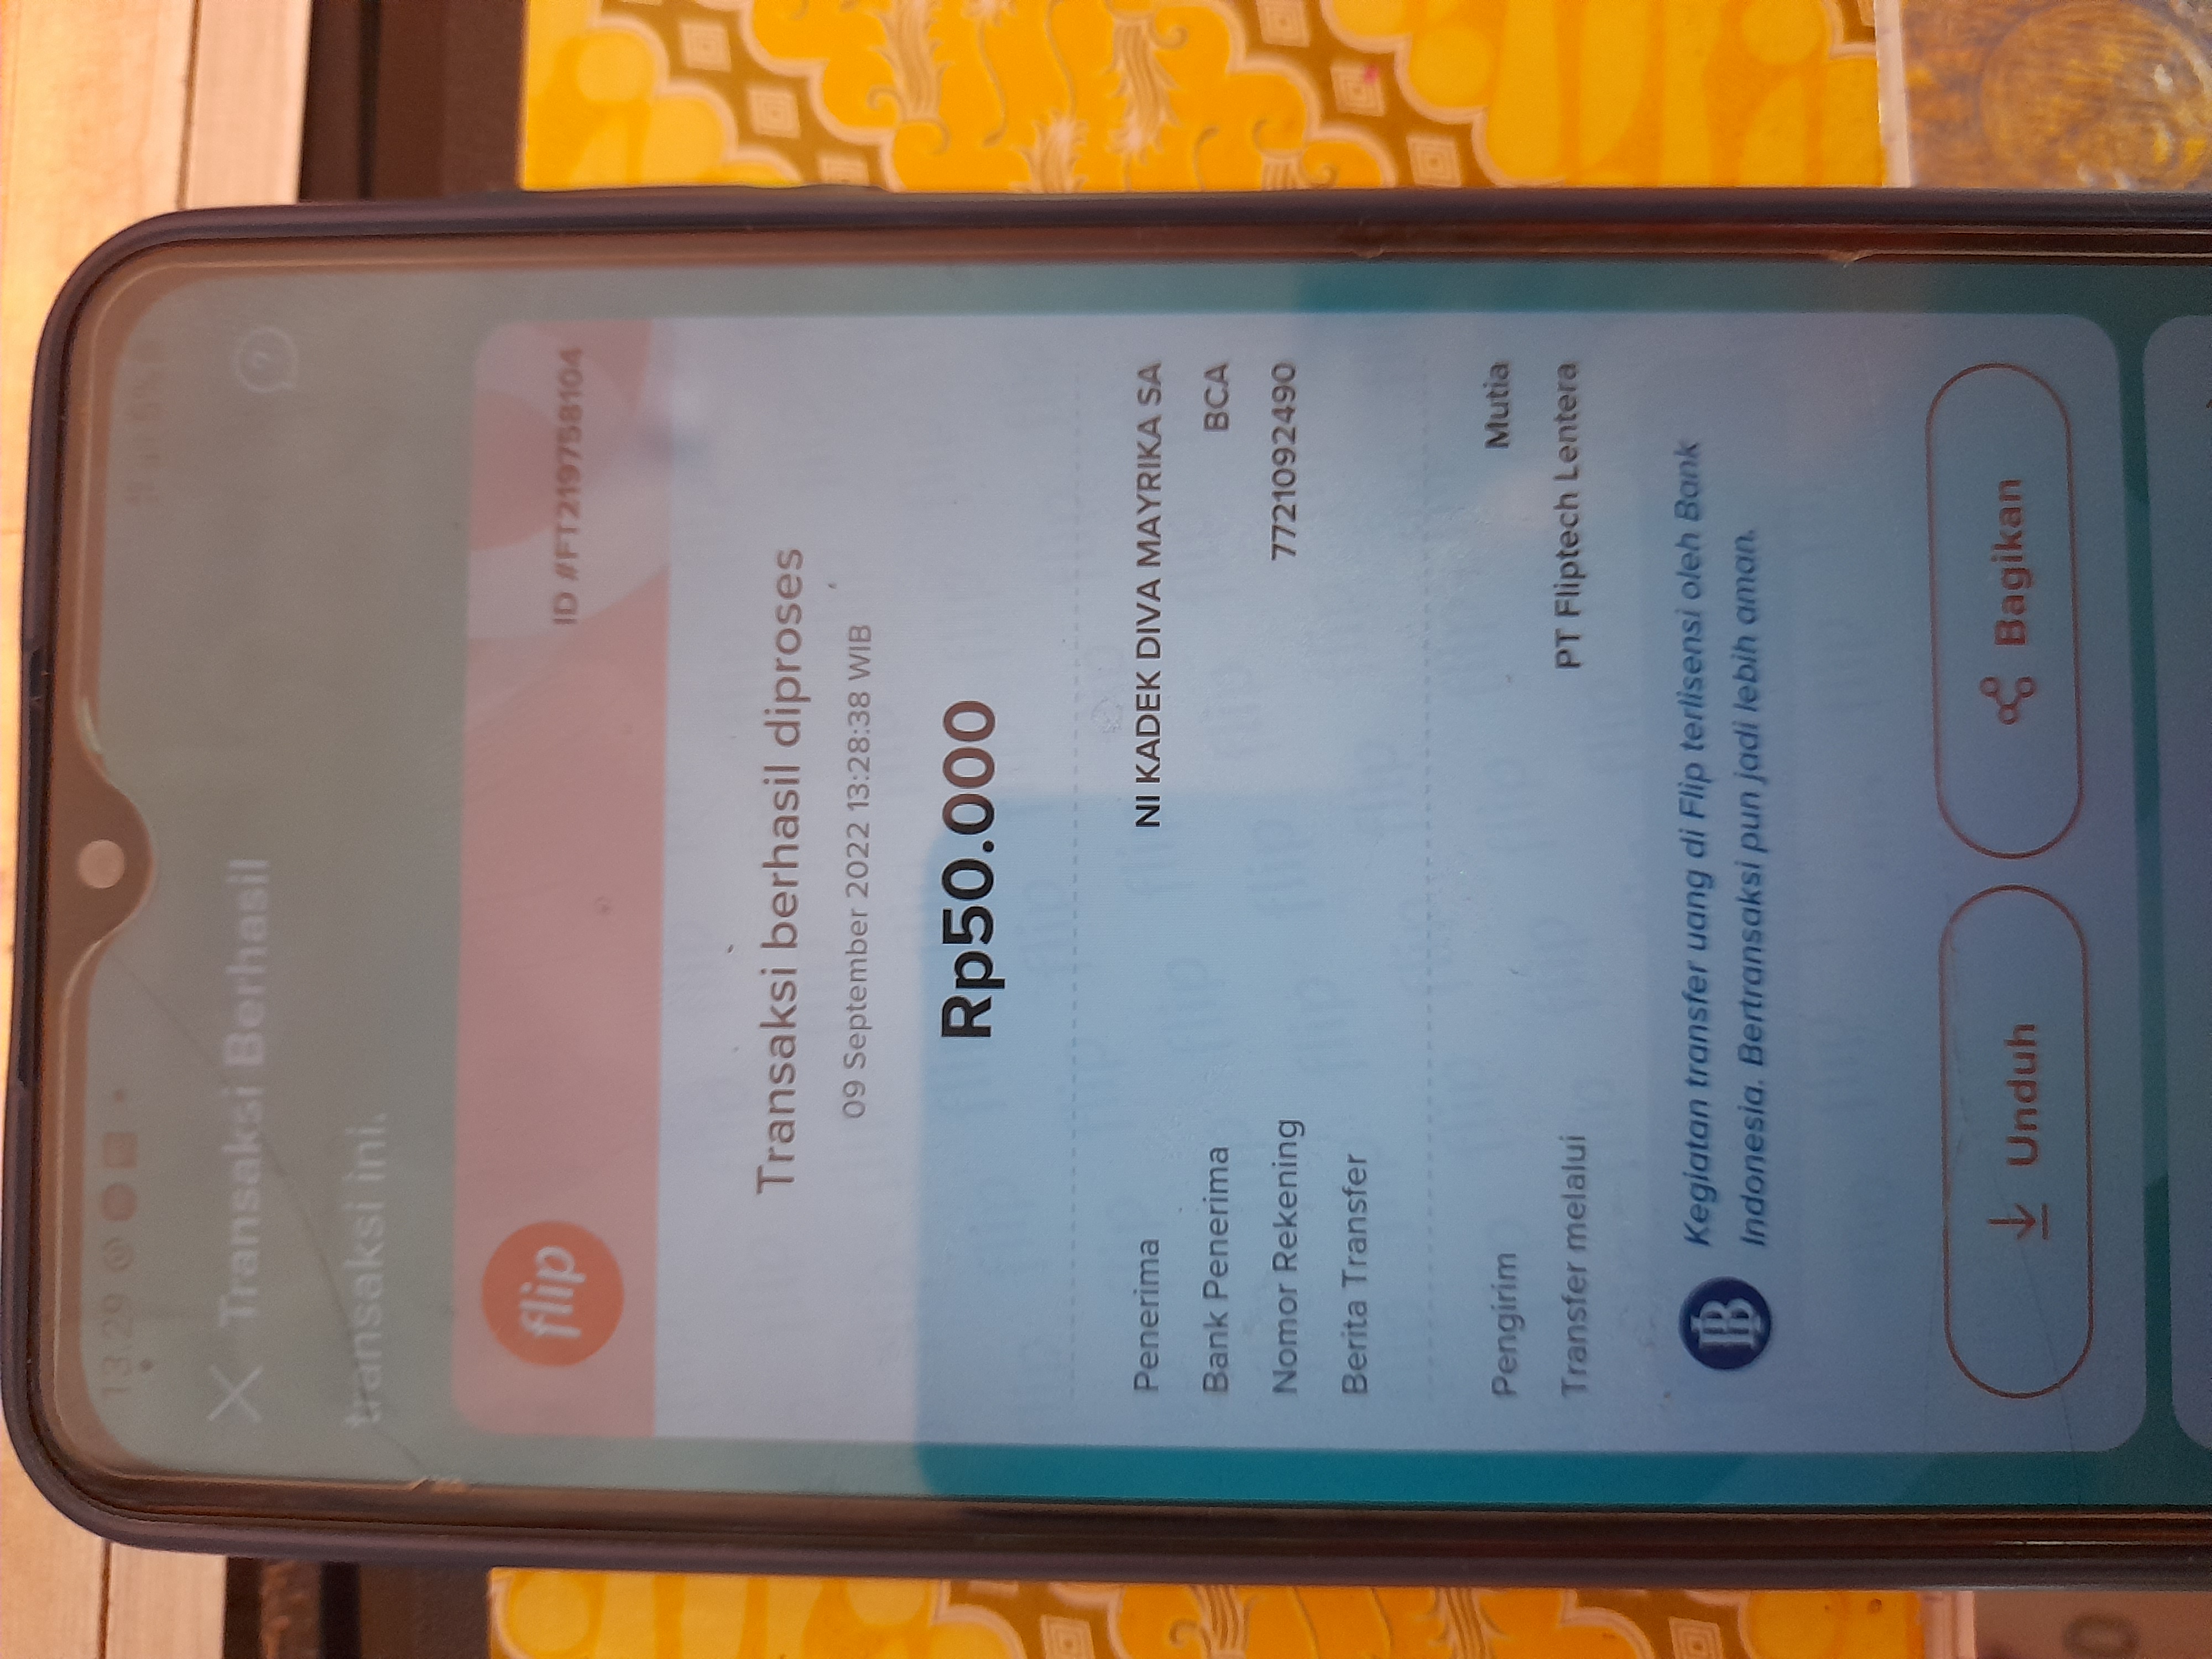 13.29
Transaksi Berhasil
transaksi ini.
flip
ID #FT219758104
Transaksi berhasil diproses
09 September 2022 13:28:38 WIB
Rp50.000
Penerima NI KADEK DIVA MAYRIKA SA
Bank Penerima BCA
Nomor Rekening 7721092490
Berita Transfer
Pengirim Mutia
Transfer melalui PT Fliptech Lentera
Kegiatan transfer uang di Flip terlisensi oleh Bank
Indonesia. Bertransaksi pun jadi lebih aman.
Unduh Bagikan